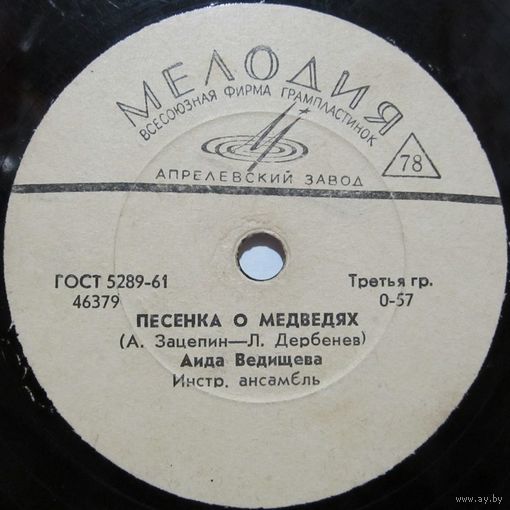 МЕЛОДИЯ
ВСЕСОЮЗНАЯ ФИРМА ГРАМПЛАСТИНОК
78
АПРЕЛЕВСКИЙ ЗАВОД
ГОСТ 5289-61
46379
Третья гр.
0-57
ПЕСЕНКА О МЕДВЕДЯХ
(А. Зацепин—Л. Дербенев)
Аида Ведищева
Инстр. ансамбль
www.ay.by